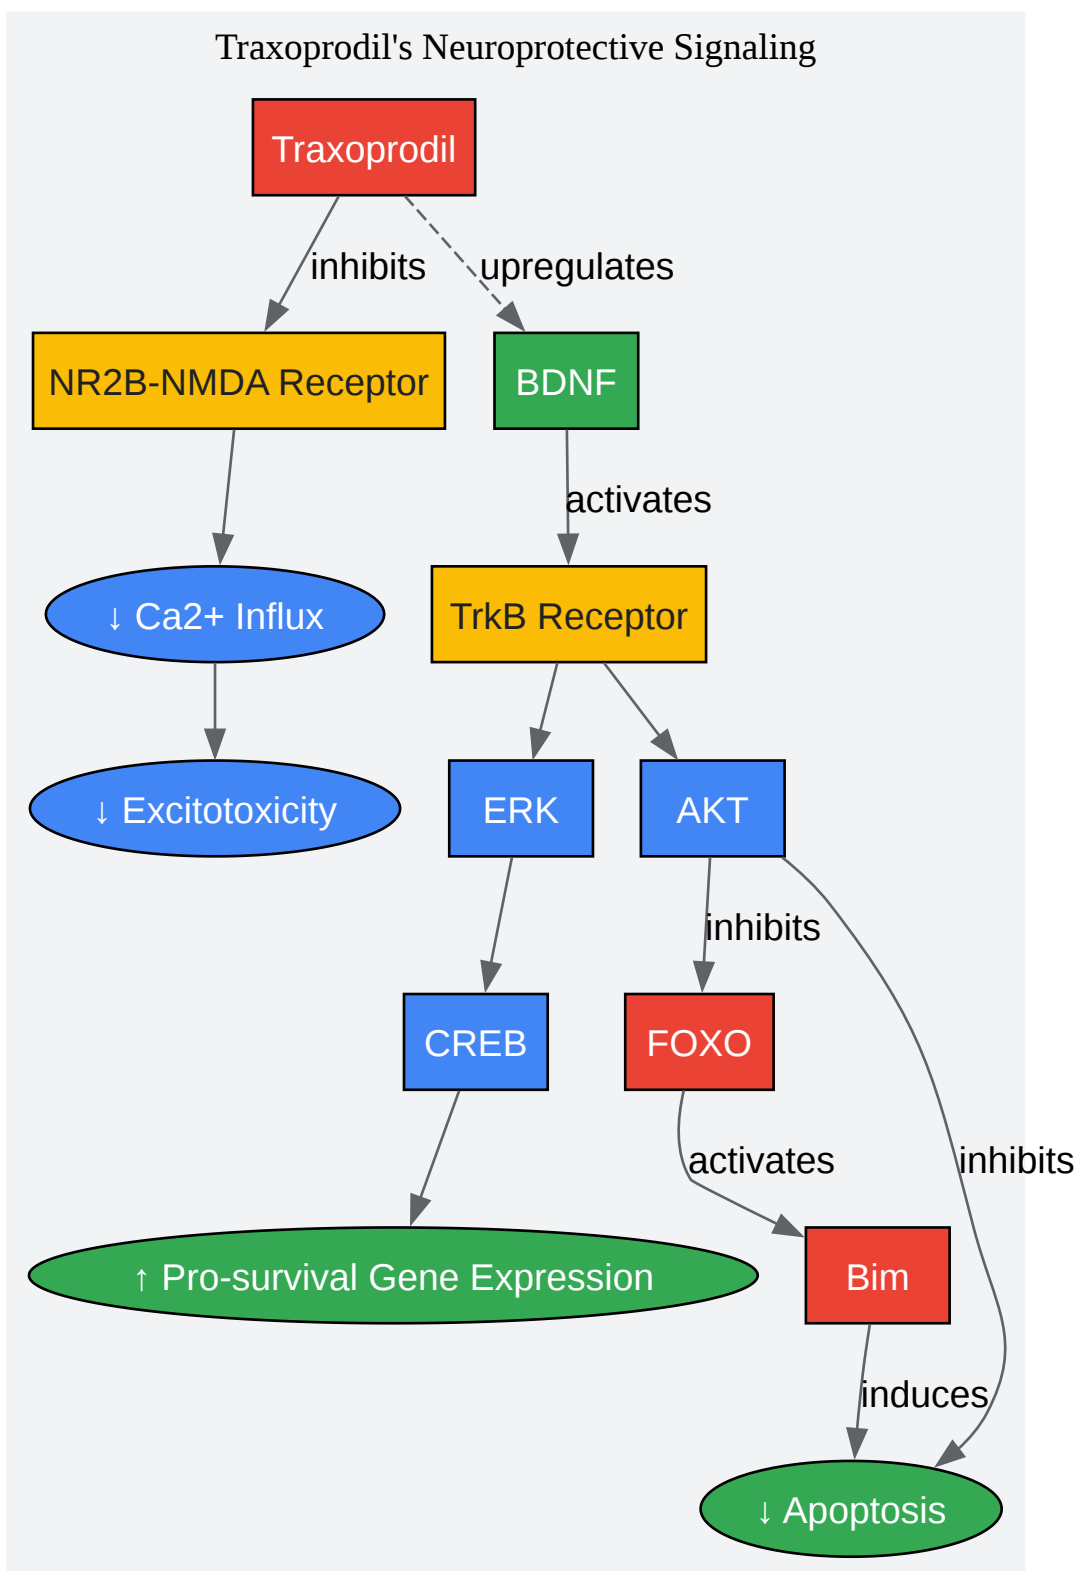 Traxoprodil's Neuroprotective Signaling
Traxoprodil
inhibits
upregulates
NR2B-NMDA Receptor
BDNF
activates
↓ Ca2+ Influx
TrkB Receptor
↓ Excitotoxicity
ERK
AKT
inhibits
CREB
FOXO
activates
inhibits
↑ Pro-survival Gene Expression
Bim
induces
↓ Apoptosis